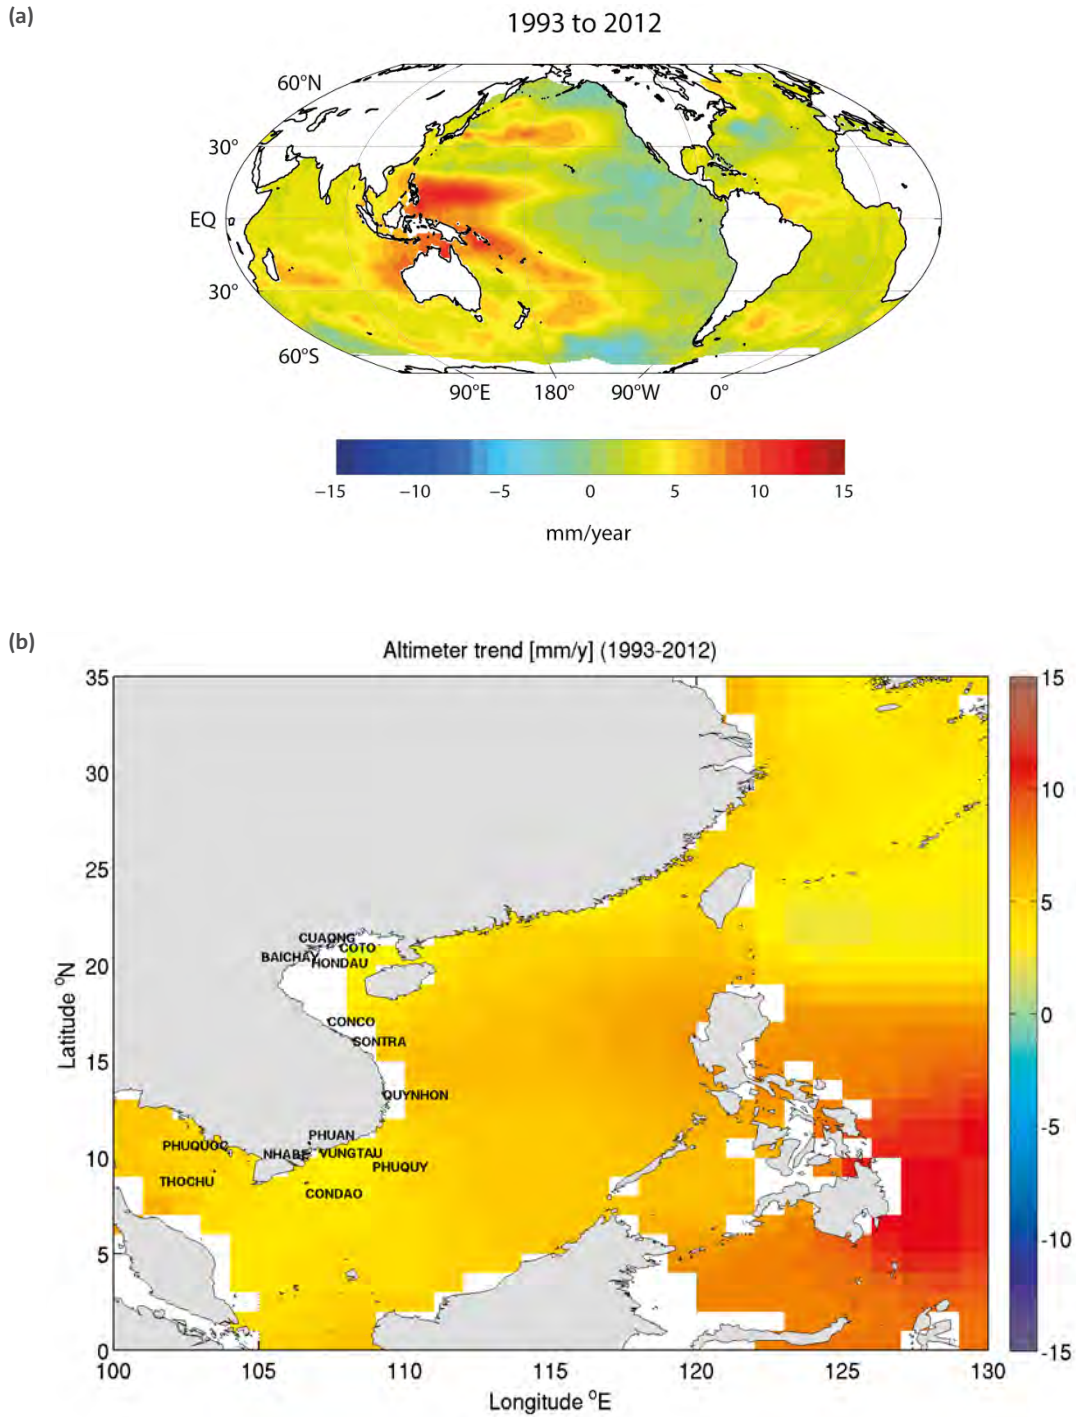 (a)
1993 to 2012
60°N
30°
EQ
30°
60°S
90°E 180° 90°W 0°
−15 −10 −5 0 5 10 15
mm/year
(b)
Altimeter trend [mm/y] (1993-2012)
35
30
25
20
15
10
5
0
Latitude °N
CUAONG
COTO
BAICHAY
HONDAU
CONCO
SONTRA
QUYNHON
PHUAN
PHUQUOC
NHABE
VUNGTAU
PHUQUY
THOCHU
CONDAO
100 105 110 115 120 125 130
Longitude °E
15
10
5
0
-5
-10
-15